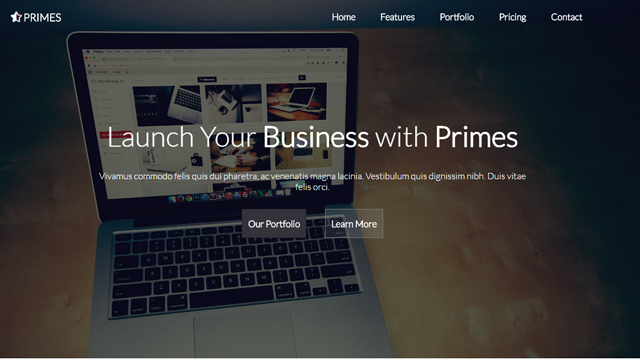 PRIMES
Home Features Portfolio Pricing Contact
Launch Your Business with Primes
Vivamus commodo felis quis dui pharetra, ac venenatis magna lacinia. Vestibulum quis dignissim nibh. Duis vitae
felis orci.
Our Portfolio Learn More